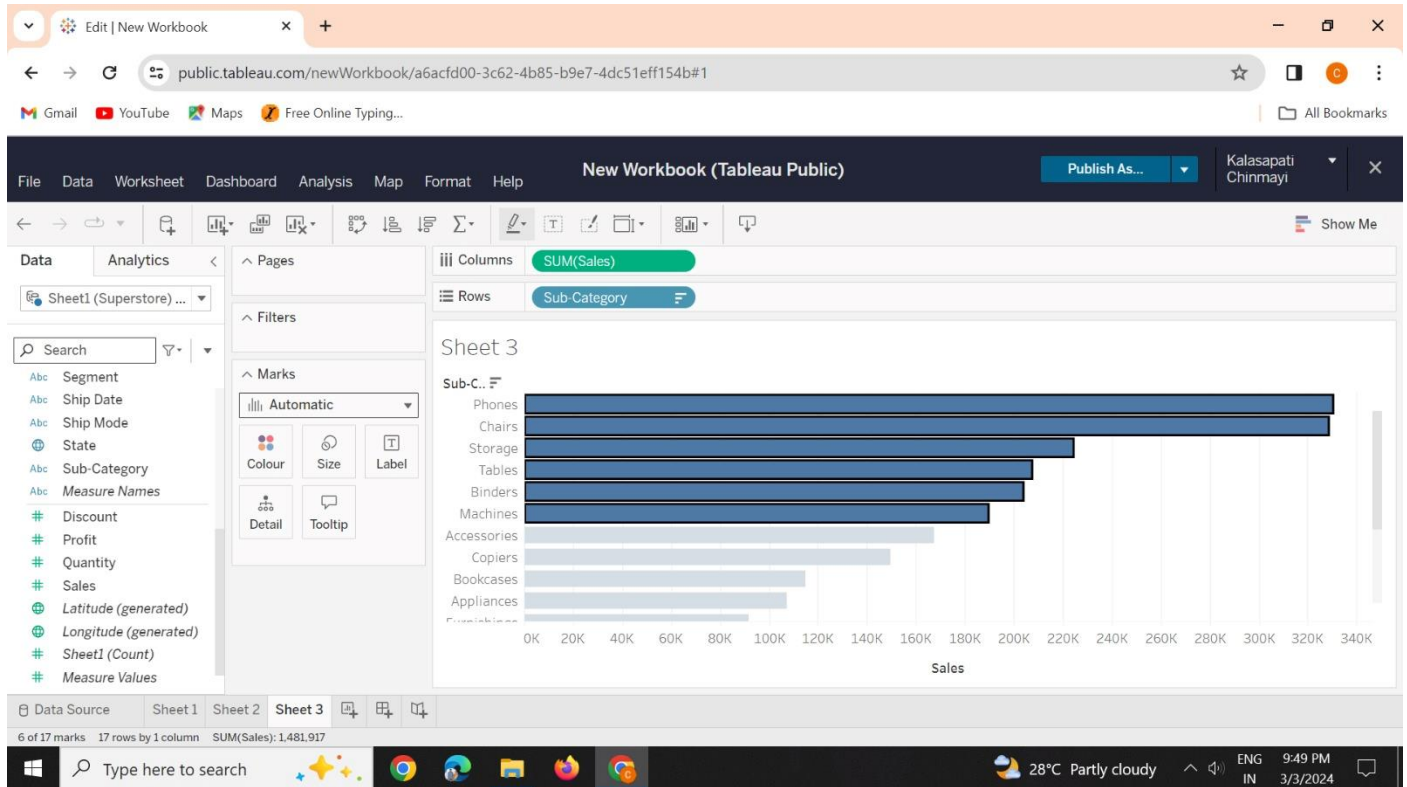 Edit | New Workbook
public.tableau.com/newWorkbook/a6acfd00-3c62-4b85-b9e7-4dc51eff154b#1
Gmail YouTube Maps Free Online Typing... All Bookmarks
New Workbook (Tableau Public) Publish As... Kalasapati Chinmayi
File Data Worksheet Dashboard Analysis Map Format Help
Show Me
Data Analytics
Sheet1 (Superstore) ...
Search
Abc Segment
Abc Ship Date
Abc Ship Mode
State
Abc Sub-Category
Abc Measure Names
# Discount
# Profit
# Quantity
# Sales
Latitude (generated)
Longitude (generated)
# Sheet1 (Count)
# Measure Values
Pages
Filters
Marks
Automatic
Colour Size Label
Detail Tooltip
Columns SUM(Sales)
Rows Sub-Category
Sheet 3
Sub-C..
Phones
Chairs
Storage
Tables
Binders
Machines
Accessories
Copiers
Bookcases
Appliances
0K 20K 40K 60K 80K 100K 120K 140K 160K 180K 200K 220K 240K 260K 280K 300K 320K 340K
Sales
Data Source Sheet 1 Sheet 2 Sheet 3
6 of 17 marks 17 rows by 1 column SUM(Sales): 1,481,917
Type here to search 28°C Partly cloudy ENG IN 9:49 PM 3/3/2024